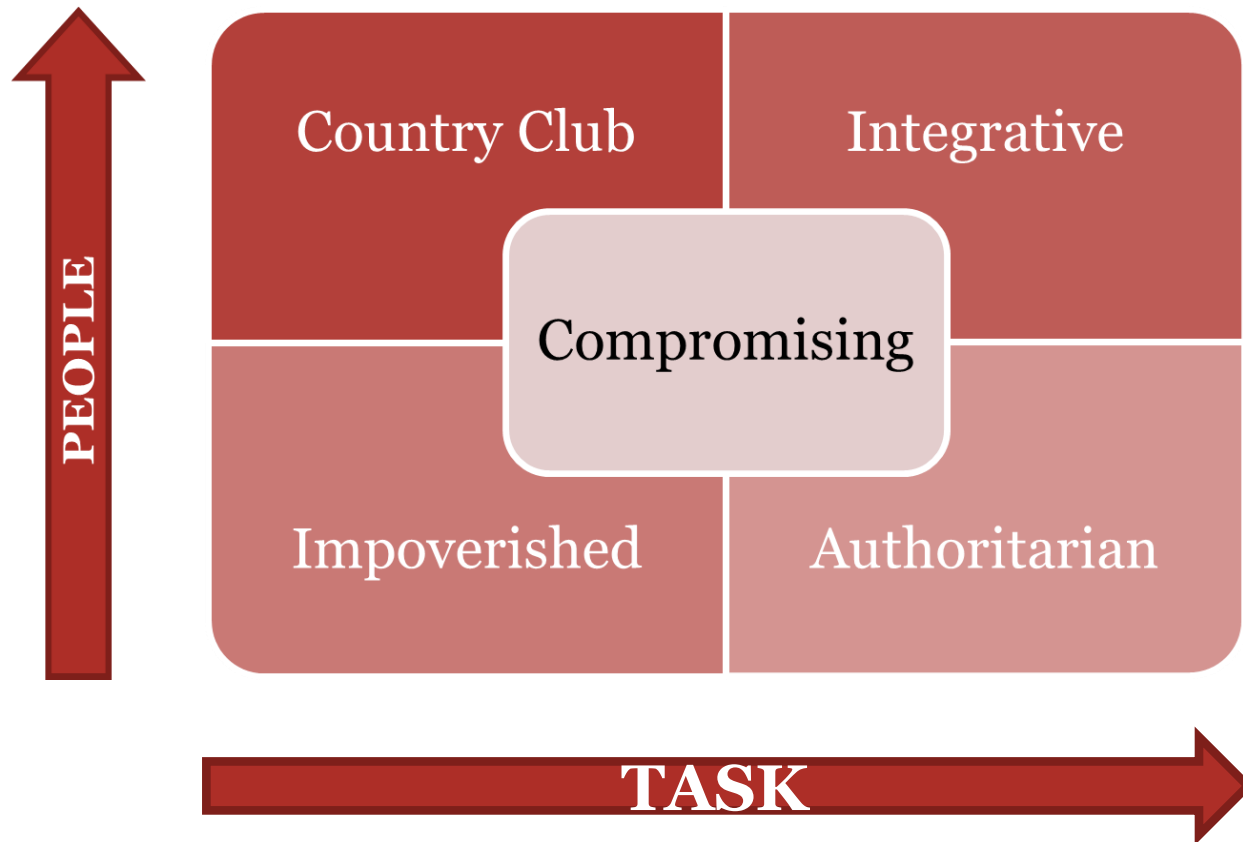 Country Club
Integrative
PEOPLE
Compromising
Impoverished
Authoritarian
TASK